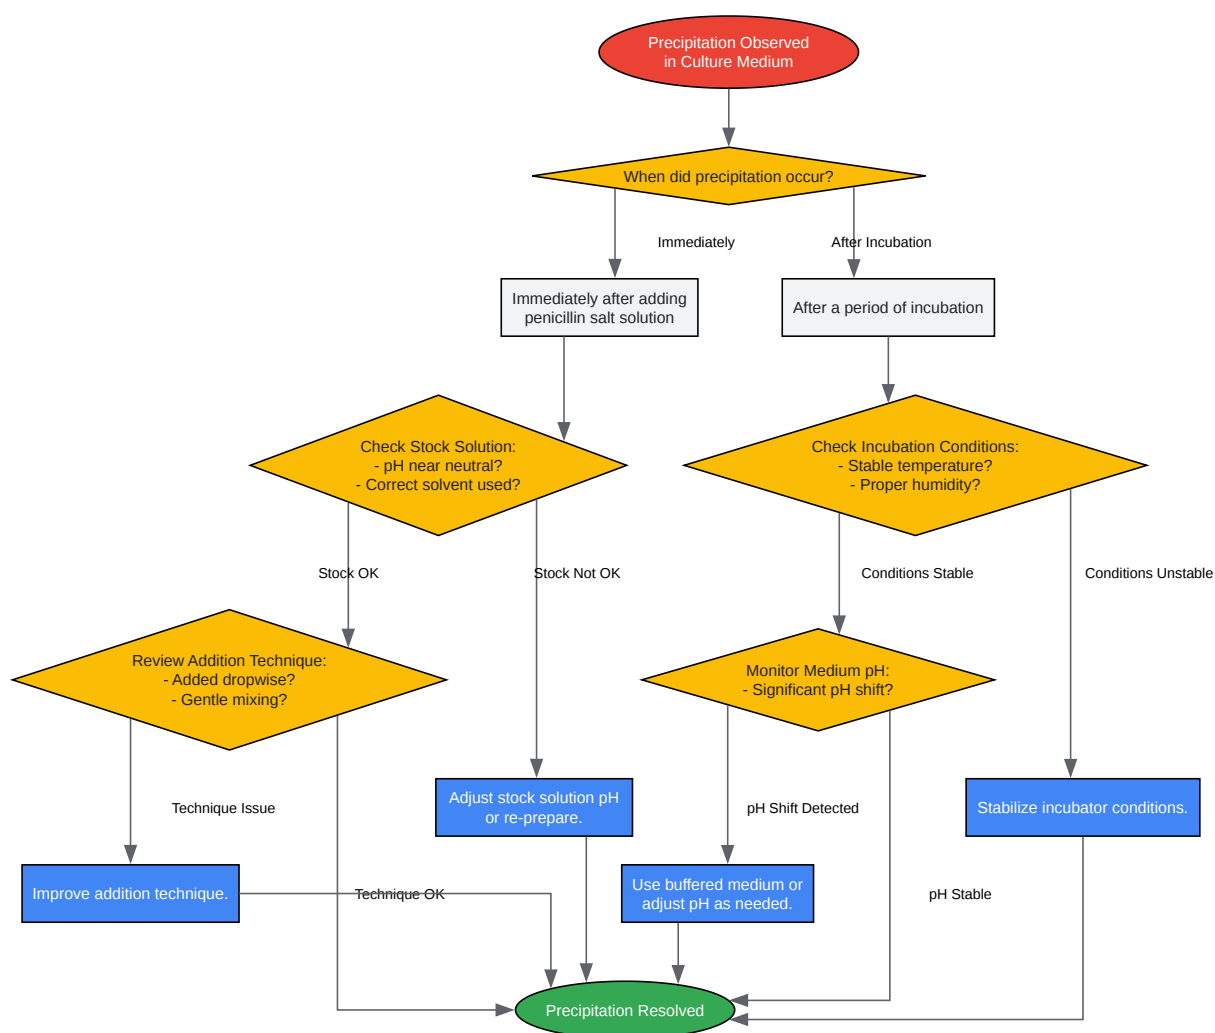 Precipitation Observed
in Culture Medium
When did precipitation occur?
Immediately
After Incubation
Immediately after adding
penicillin salt solution
After a period of incubation
Check Stock Solution:
- pH near neutral?
- Correct solvent used?
Check Incubation Conditions:
- Stable temperature?
- Proper humidity?
Stock OK
Stock Not OK
Conditions Stable
Conditions Unstable
Review Addition Technique:
- Added dropwise?
- Gentle mixing?
Monitor Medium pH:
- Significant pH shift?
Technique Issue
Adjust stock solution pH
or re-prepare.
pH Shift Detected
Stabilize incubator conditions.
Improve addition technique.
Technique OK
Use buffered medium or
adjust pH as needed.
pH Stable
Precipitation Resolved